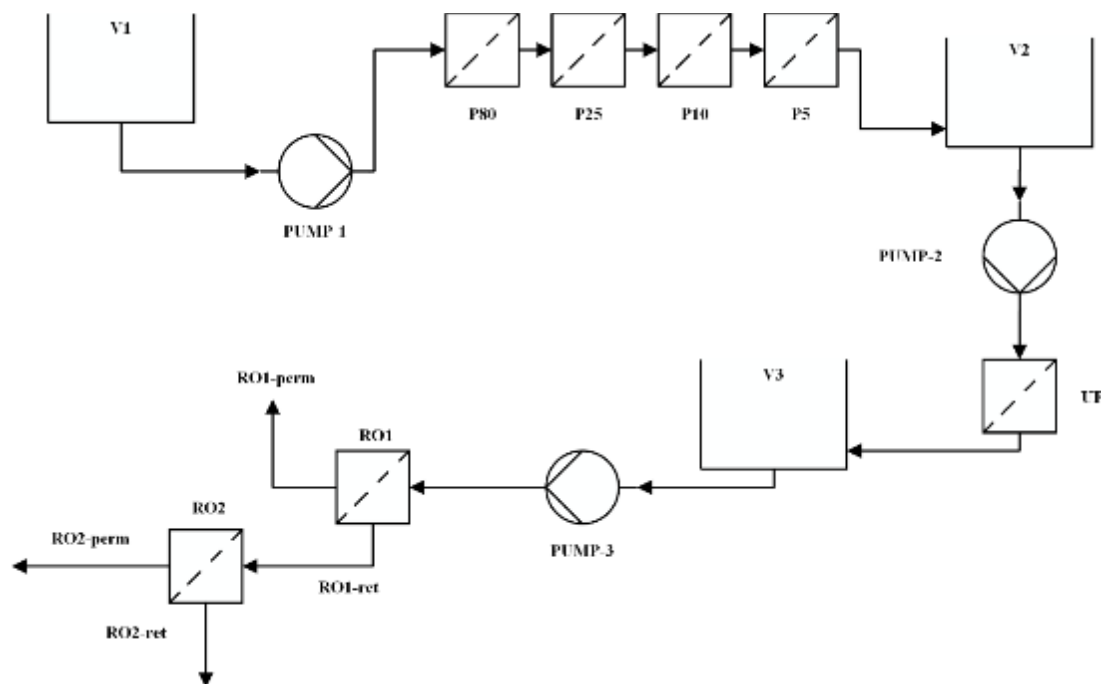 V1
V2
P80
P25
P10
P5
PUMP 1
PUMP-2
V3
UF
RO1-perm
RO1
RO2
RO2-perm
PUMP-3
RO1-ret
RO2-ret